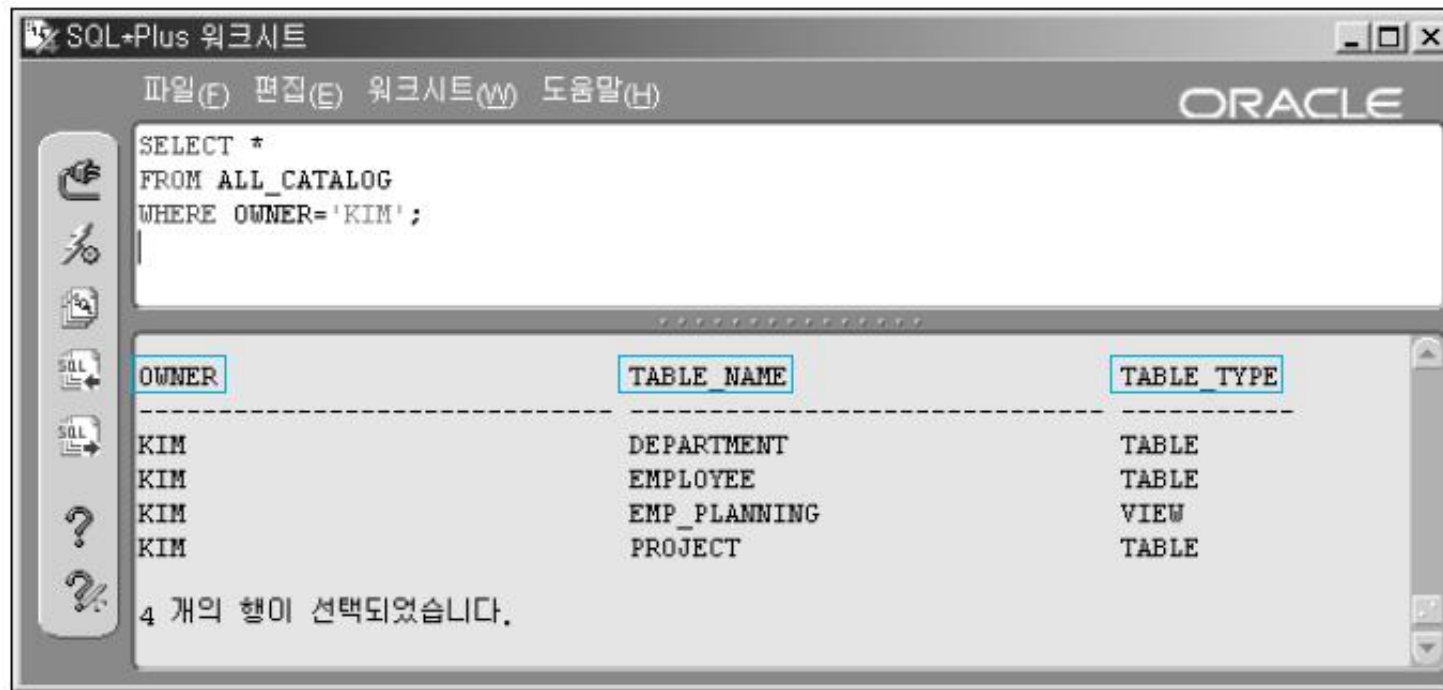 SQL*Plus 워크시트
파일(F) 편집(E) 워크시트(W) 도움말(H)
ORACLE
SELECT *
FROM ALL_CATALOG
WHERE OWNER='KIM';
SQL
SQL
OWNER TABLE_NAME TABLE_TYPE
------------------------------ ------------------------------ -----------
KIM DEPARTMENT TABLE
KIM EMPLOYEE TABLE
KIM EMP_PLANNING VIEW
KIM PROJECT TABLE
4 개의 행이 선택되었습니다.